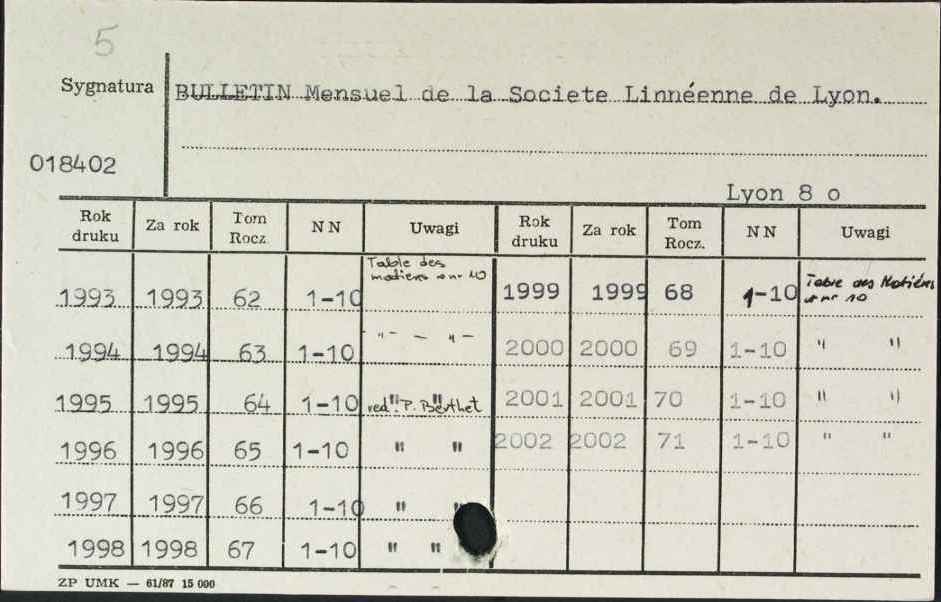 5
Sygnatura BULLETIN Mensuel de la Societe Linnéenne de Lyon.
018402
Lyon 8 o
Rok druku Za rok Tom Rocz. NN Uwagi Rok druku Za rok Tom Rocz. NN Uwagi
1993 1993 62 1-10 Table des matieres w nr 10 1999 1999 68 1-10 Table des Matiéres w nr 10
1994 1994 63 1-10 -"- — "- 2000 2000 69 1-10 " "
1995 1995 64 1-10 " " red. P. Berthet 2001 2001 70 1-10 " "
1996 1996 65 1-10 " " 2002 2002 71 1-10 " "
1997 1997 66 1-10 " "
1998 1998 67 1-10 " "
ZP UMK — 61/87 15 000